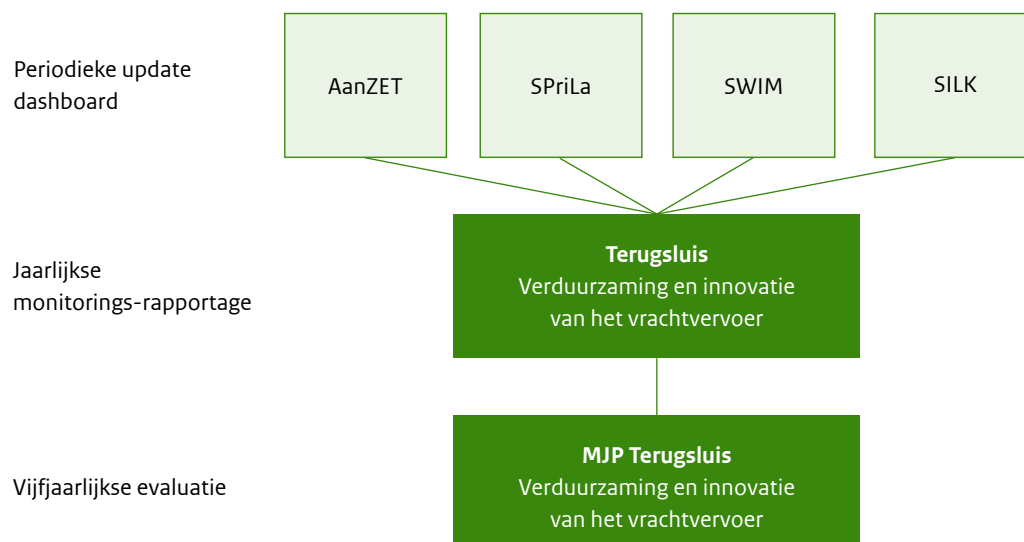 Periodieke update
dashboard
AanZET
SPriLa
SWIM
SILK
Jaarlijkse
monitorings-rapportage
Terugsluis
Verduurzaming en innovatie
van het vrachtvervoer
Vijfjaarlijkse evaluatie
MJP Terugsluis
Verduurzaming en innovatie
van het vrachtvervoer